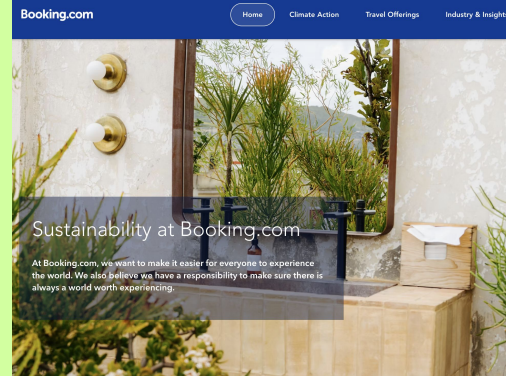 Booking.com
Home
Climate Action
Travel Offerings
Industry & Insights
Sustainability at Booking.com
At Booking.com, we want to make it easier for everyone to experience
the world. We also believe we have a responsibility to make sure there is
always a world worth experiencing.